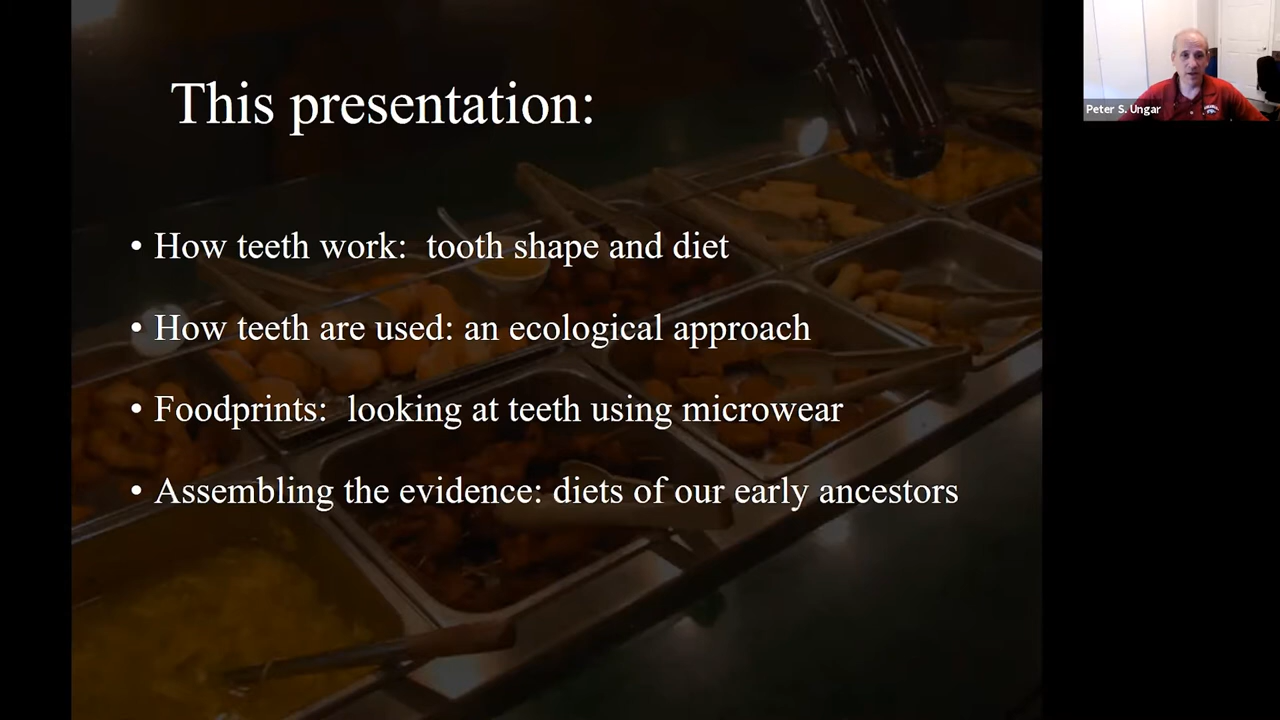 This presentation:
• How teeth work:  tooth shape and diet
• How teeth are used: an ecological approach
• Foodprints:  looking at teeth using microwear
• Assembling the evidence: diets of our early ancestors
Peter S. Ungar